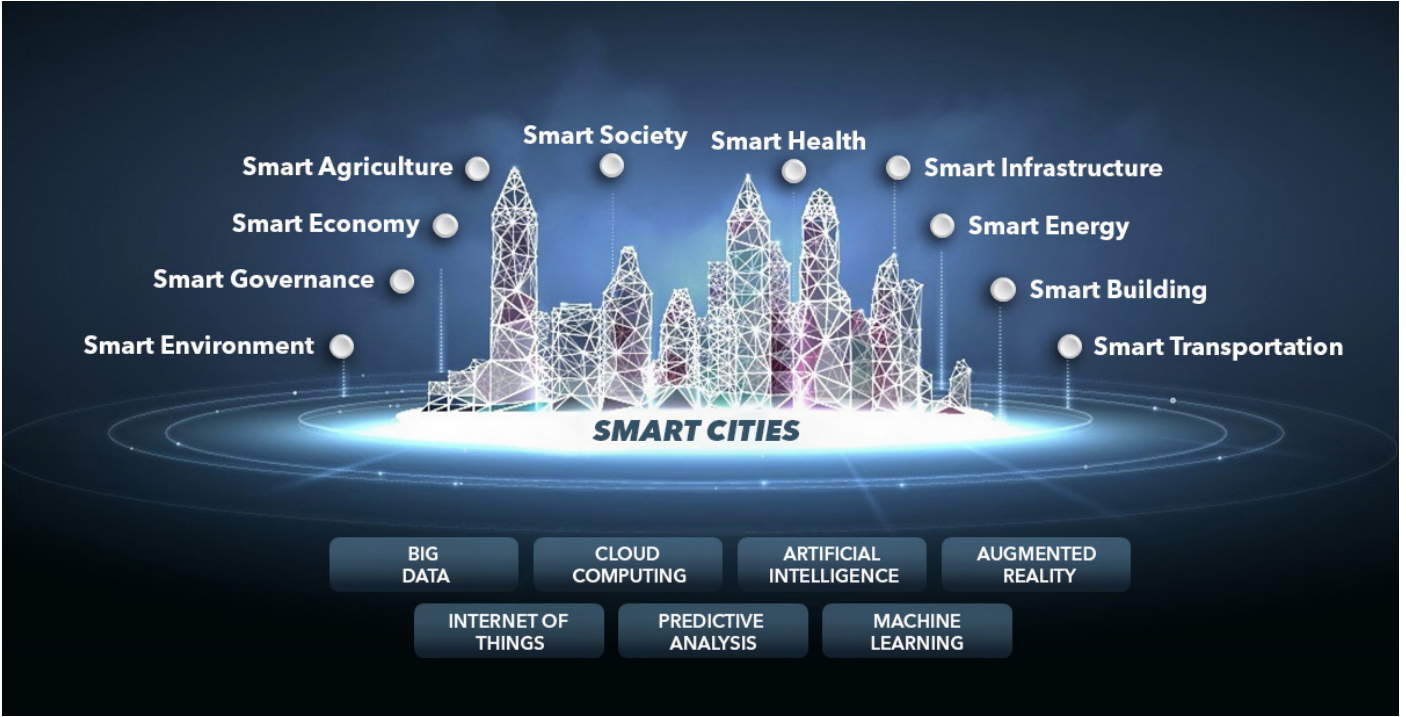 Smart Society
Smart Health
Smart Agriculture
Smart Infrastructure
Smart Economy
Smart Energy
Smart Governance
Smart Building
Smart Environment
Smart Transportation
SMART CITIES
BIG
DATA
CLOUD
COMPUTING
ARTIFICIAL
INTELLIGENCE
AUGMENTED
REALITY
INTERNET OF
THINGS
PREDICTIVE
ANALYSIS
MACHINE
LEARNING